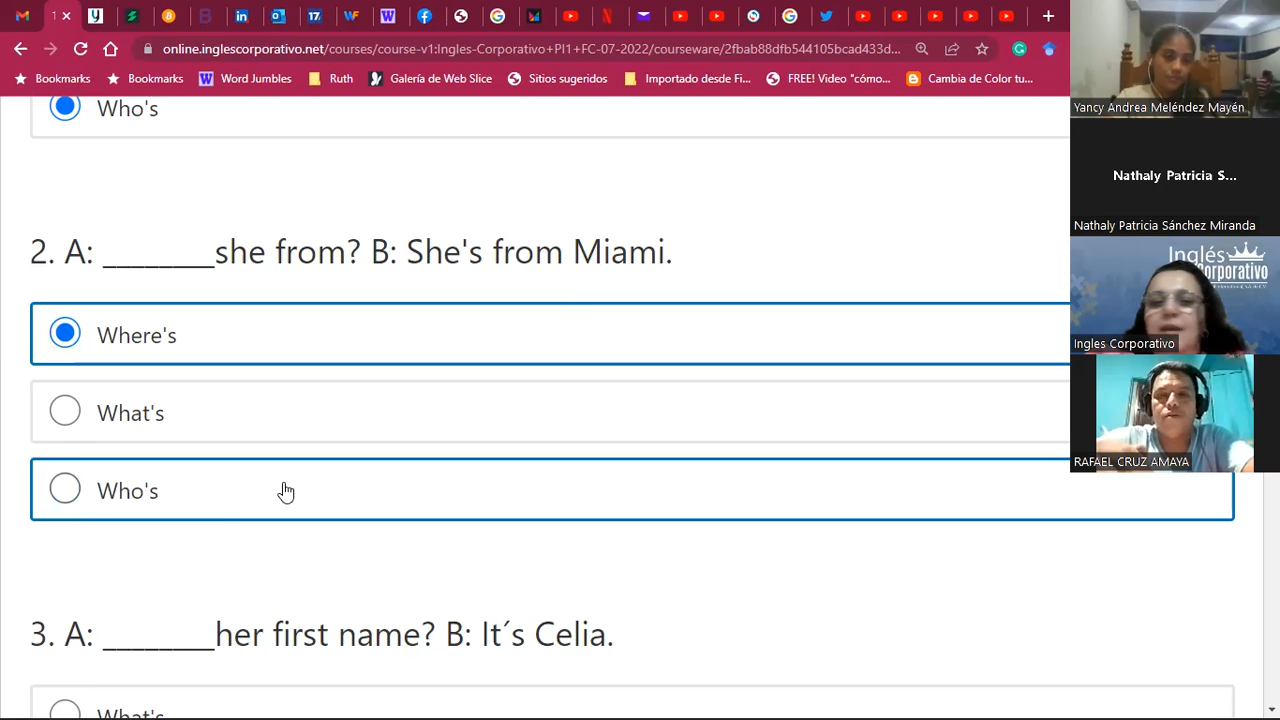 1
17
online.inglescorporativo.net/courses/course-v1:Ingles-Corporativo+PI1+FC-07-2022/courseware/2fbab88dfb544105bcad433d...
Bookmarks
Bookmarks
Word Jumbles
Ruth
Galería de Web Slice
Sitios sugeridos
Importado desde Fi...
FREE! Video "cómo...
Cambia de Color tu...
Who's
2. A: ________she from? B: She's from Miami.
Where's
What's
Who's
3. A: ________her first name? B: It´s Celia.
What's
Yancy Andrea Meléndez Mayén
Nathaly Patricia S...
Nathaly Patricia Sánchez Miranda
Inglés
Corporativo
Ingles Corporativo
RAFAEL CRUZ AMAYA